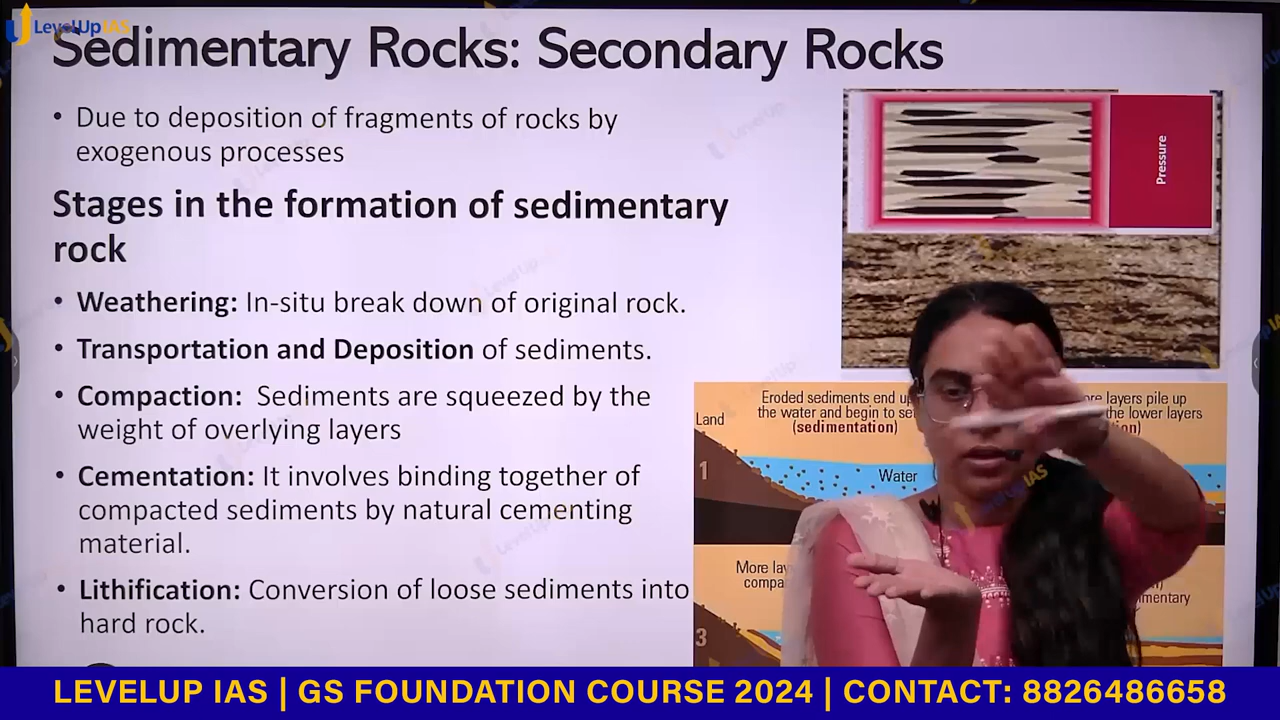 LevelUp IAS
Sedimentary Rocks: Secondary Rocks
• Due to deposition of fragments of rocks by
exogenous processes
Stages in the formation of sedimentary
rock
• Weathering: In-situ break down of original rock.
• Transportation and Deposition of sediments.
• Compaction: Sediments are squeezed by the
weight of overlying layers
• Cementation: It involves binding together of
compacted sediments by natural cementing
material.
• Lithification: Conversion of loose sediments into
hard rock.
Pressure
Land
Eroded sediments end up
the water and begin to
(sedimentation)
layers pile up
the lower layers
1
Water
More
3
LEVELUP IAS | GS FOUNDATION COURSE 2024 | CONTACT: 8826486658